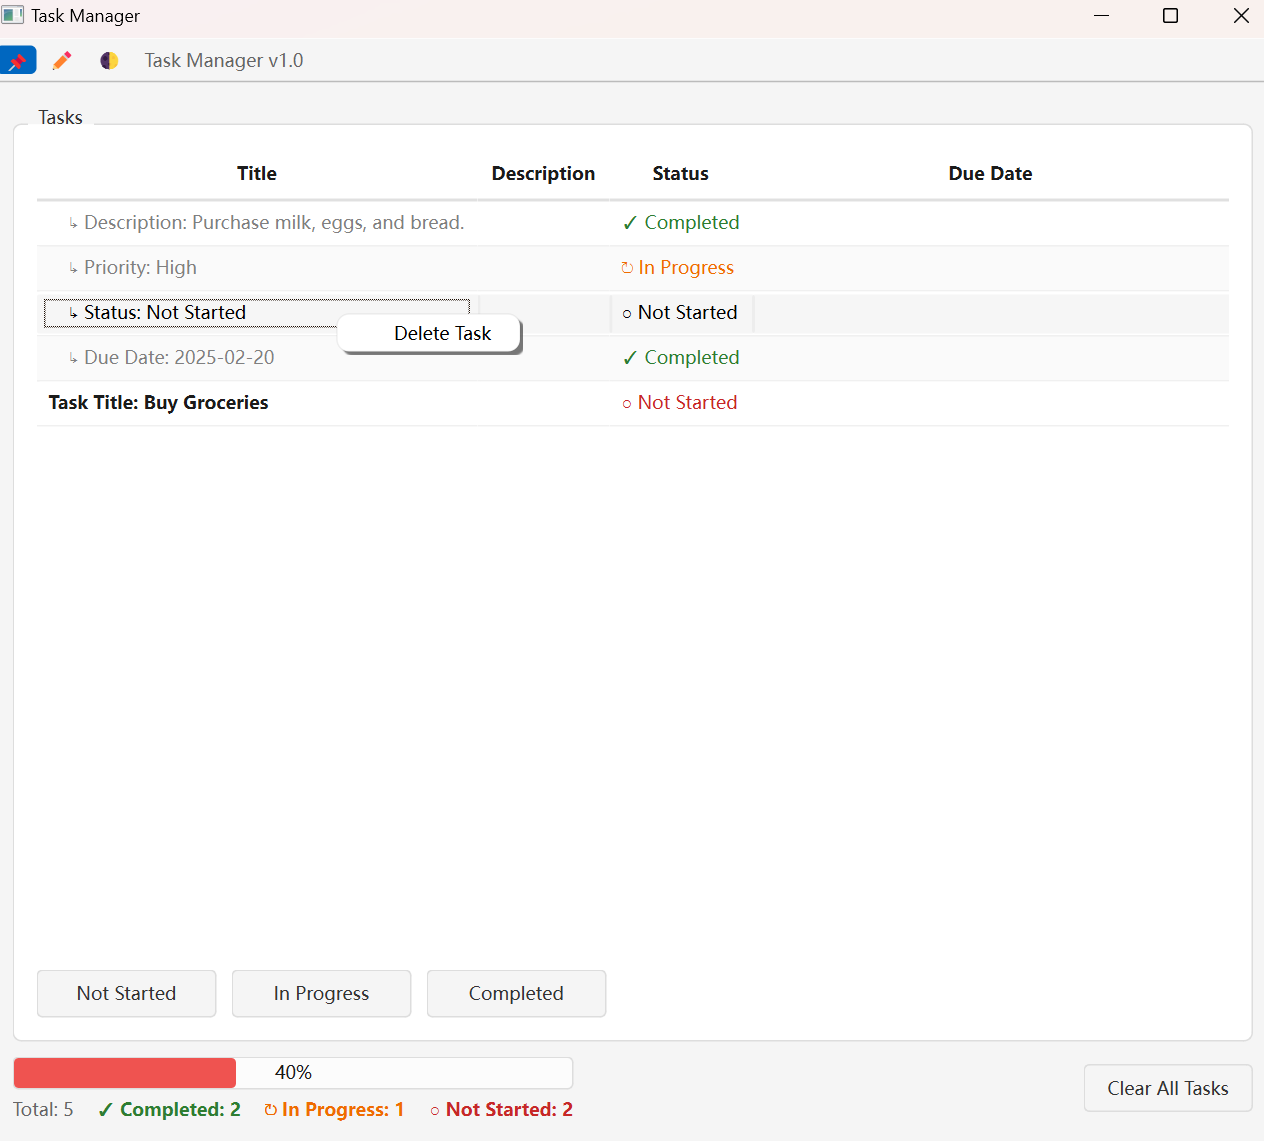 Task Manager
Task Manager v1.0
Tasks
Title Description Status Due Date
↳ Description: Purchase milk, eggs, and bread. ✓ Completed
↳ Priority: High ↻ In Progress
↳ Status: Not Started ○ Not Started
Delete Task
↳ Due Date: 2025-02-20 ✓ Completed
Task Title: Buy Groceries ○ Not Started
Not Started In Progress Completed
40%
Clear All Tasks
Total: 5 ✓ Completed: 2 ↻ In Progress: 1 ○ Not Started: 2